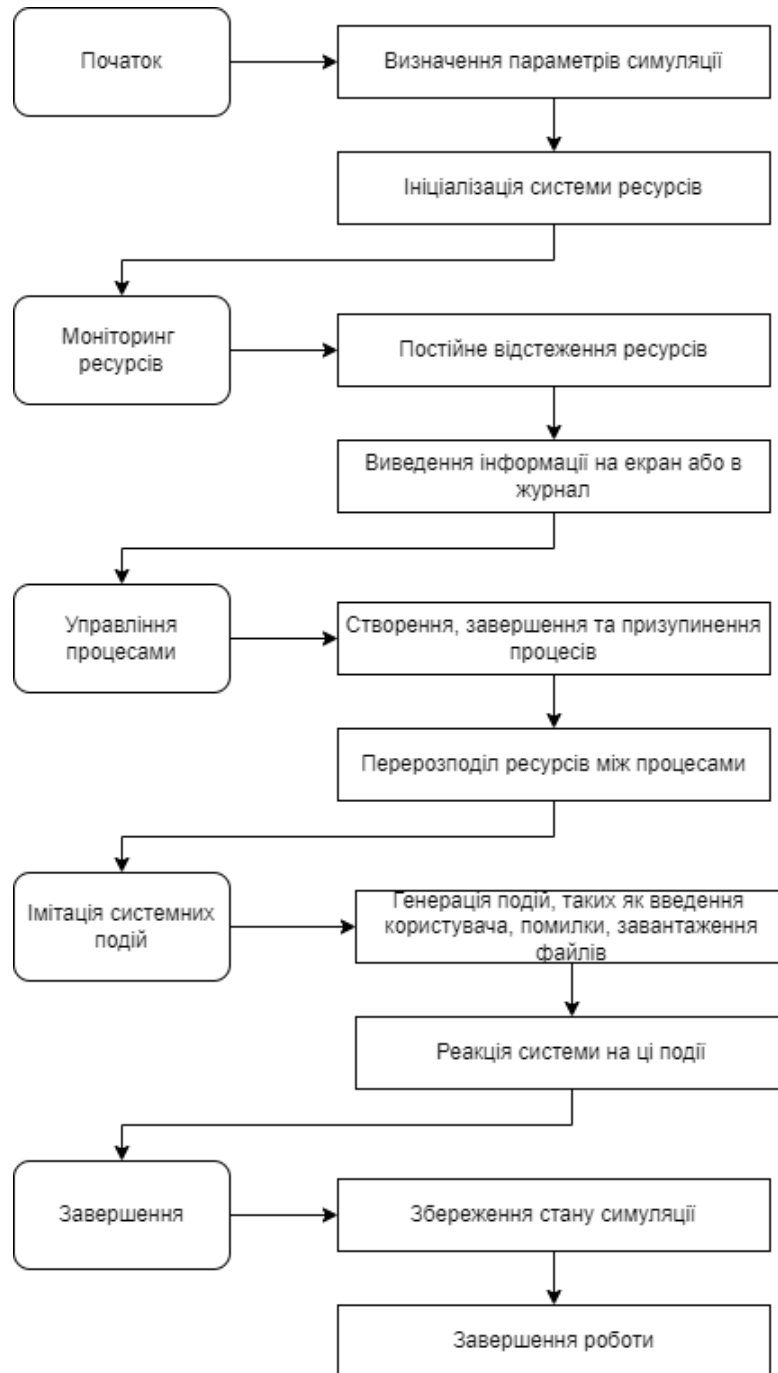 Початок
Визначення параметрів симуляції
Ініціалізація системи ресурсів
Моніторинг
ресурсів
Постійне відстеження ресурсів
Виведення інформації на екран або в
журнал
Управління
процесами
Створення, завершення та призупинення
процесів
Перерозподіл ресурсів між процесами
Імітація системних
подій
Генерація подій, таких як введення
користувача, помилки, завантаження
файлів
Реакція системи на ці події
Завершення
Збереження стану симуляції
Завершення роботи